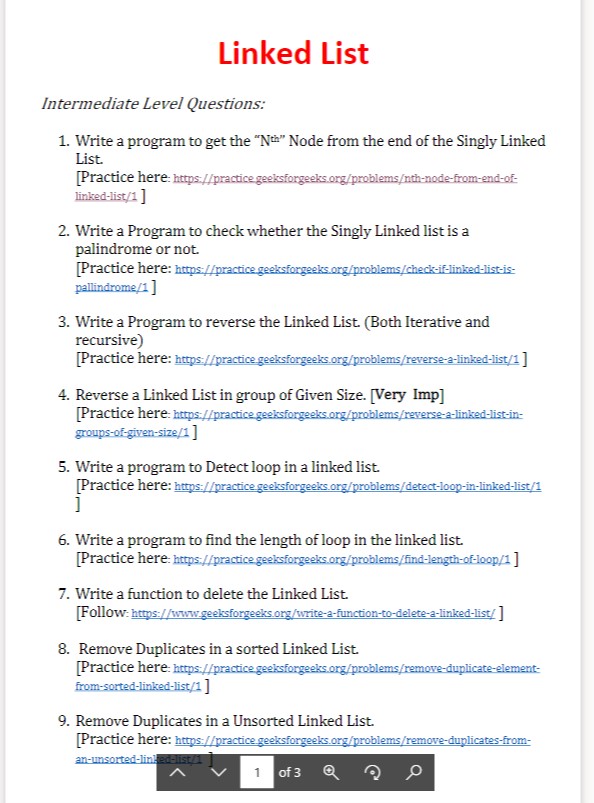 Linked List
Intermediate Level Questions:
1. Write a program to get the “Nth” Node from the end of the Singly Linked
List.
[Practice here: https://practice.geeksforgeeks.org/problems/nth-node-from-end-of-
linked-list/1 ]
2. Write a Program to check whether the Singly Linked list is a
palindrome or not.
[Practice here: https://practice.geeksforgeeks.org/problems/check-if-linked-list-is-
pallindrome/1 ]
3. Write a Program to reverse the Linked List. (Both Iterative and
recursive)
[Practice here: https://practice.geeksforgeeks.org/problems/reverse-a-linked-list/1 ]
4. Reverse a Linked List in group of Given Size. [Very Imp]
[Practice here: https://practice.geeksforgeeks.org/problems/reverse-a-linked-list-in-
groups-of-given-size/1 ]
5. Write a program to Detect loop in a linked list.
[Practice here: https://practice.geeksforgeeks.org/problems/detect-loop-in-linked-list/1
]
6. Write a program to find the length of loop in the linked list.
[Practice here: https://practice.geeksforgeeks.org/problems/find-length-of-loop/1 ]
7. Write a function to delete the Linked List.
[Follow: https://www.geeksforgeeks.org/write-a-function-to-delete-a-linked-list/ ]
8. Remove Duplicates in a sorted Linked List.
[Practice here: https://practice.geeksforgeeks.org/problems/remove-duplicate-element-
from-sorted-linked-list/1 ]
9. Remove Duplicates in a Unsorted Linked List.
[Practice here: https://practice.geeksforgeeks.org/problems/remove-duplicates-from-
an-unsorted-linked-list/1 ]
1 of 3